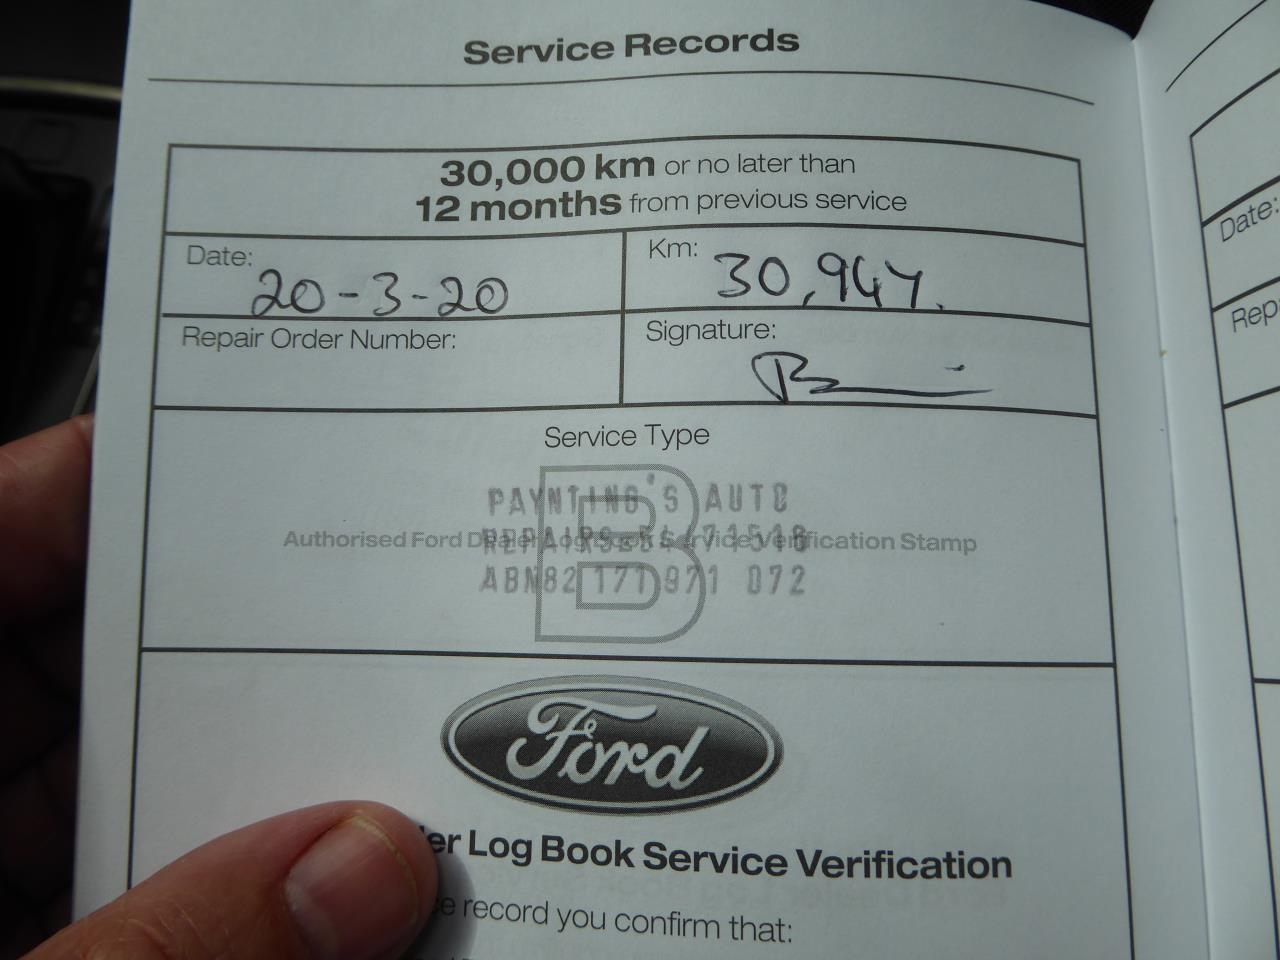 Service Records
30,000 km or no later than
12 months from previous service
Date: 20-3-20
Km: 30,947.
Repair Order Number:
Signature:
Service Type
B
PAYNTING'S AUTO
Authorised Ford Dealer Log Book Service Verification Stamp
REPAIRS
ABN82 171 971 072
Ford
er Log Book Service Verification
e record you confirm that:
Date:
Rep